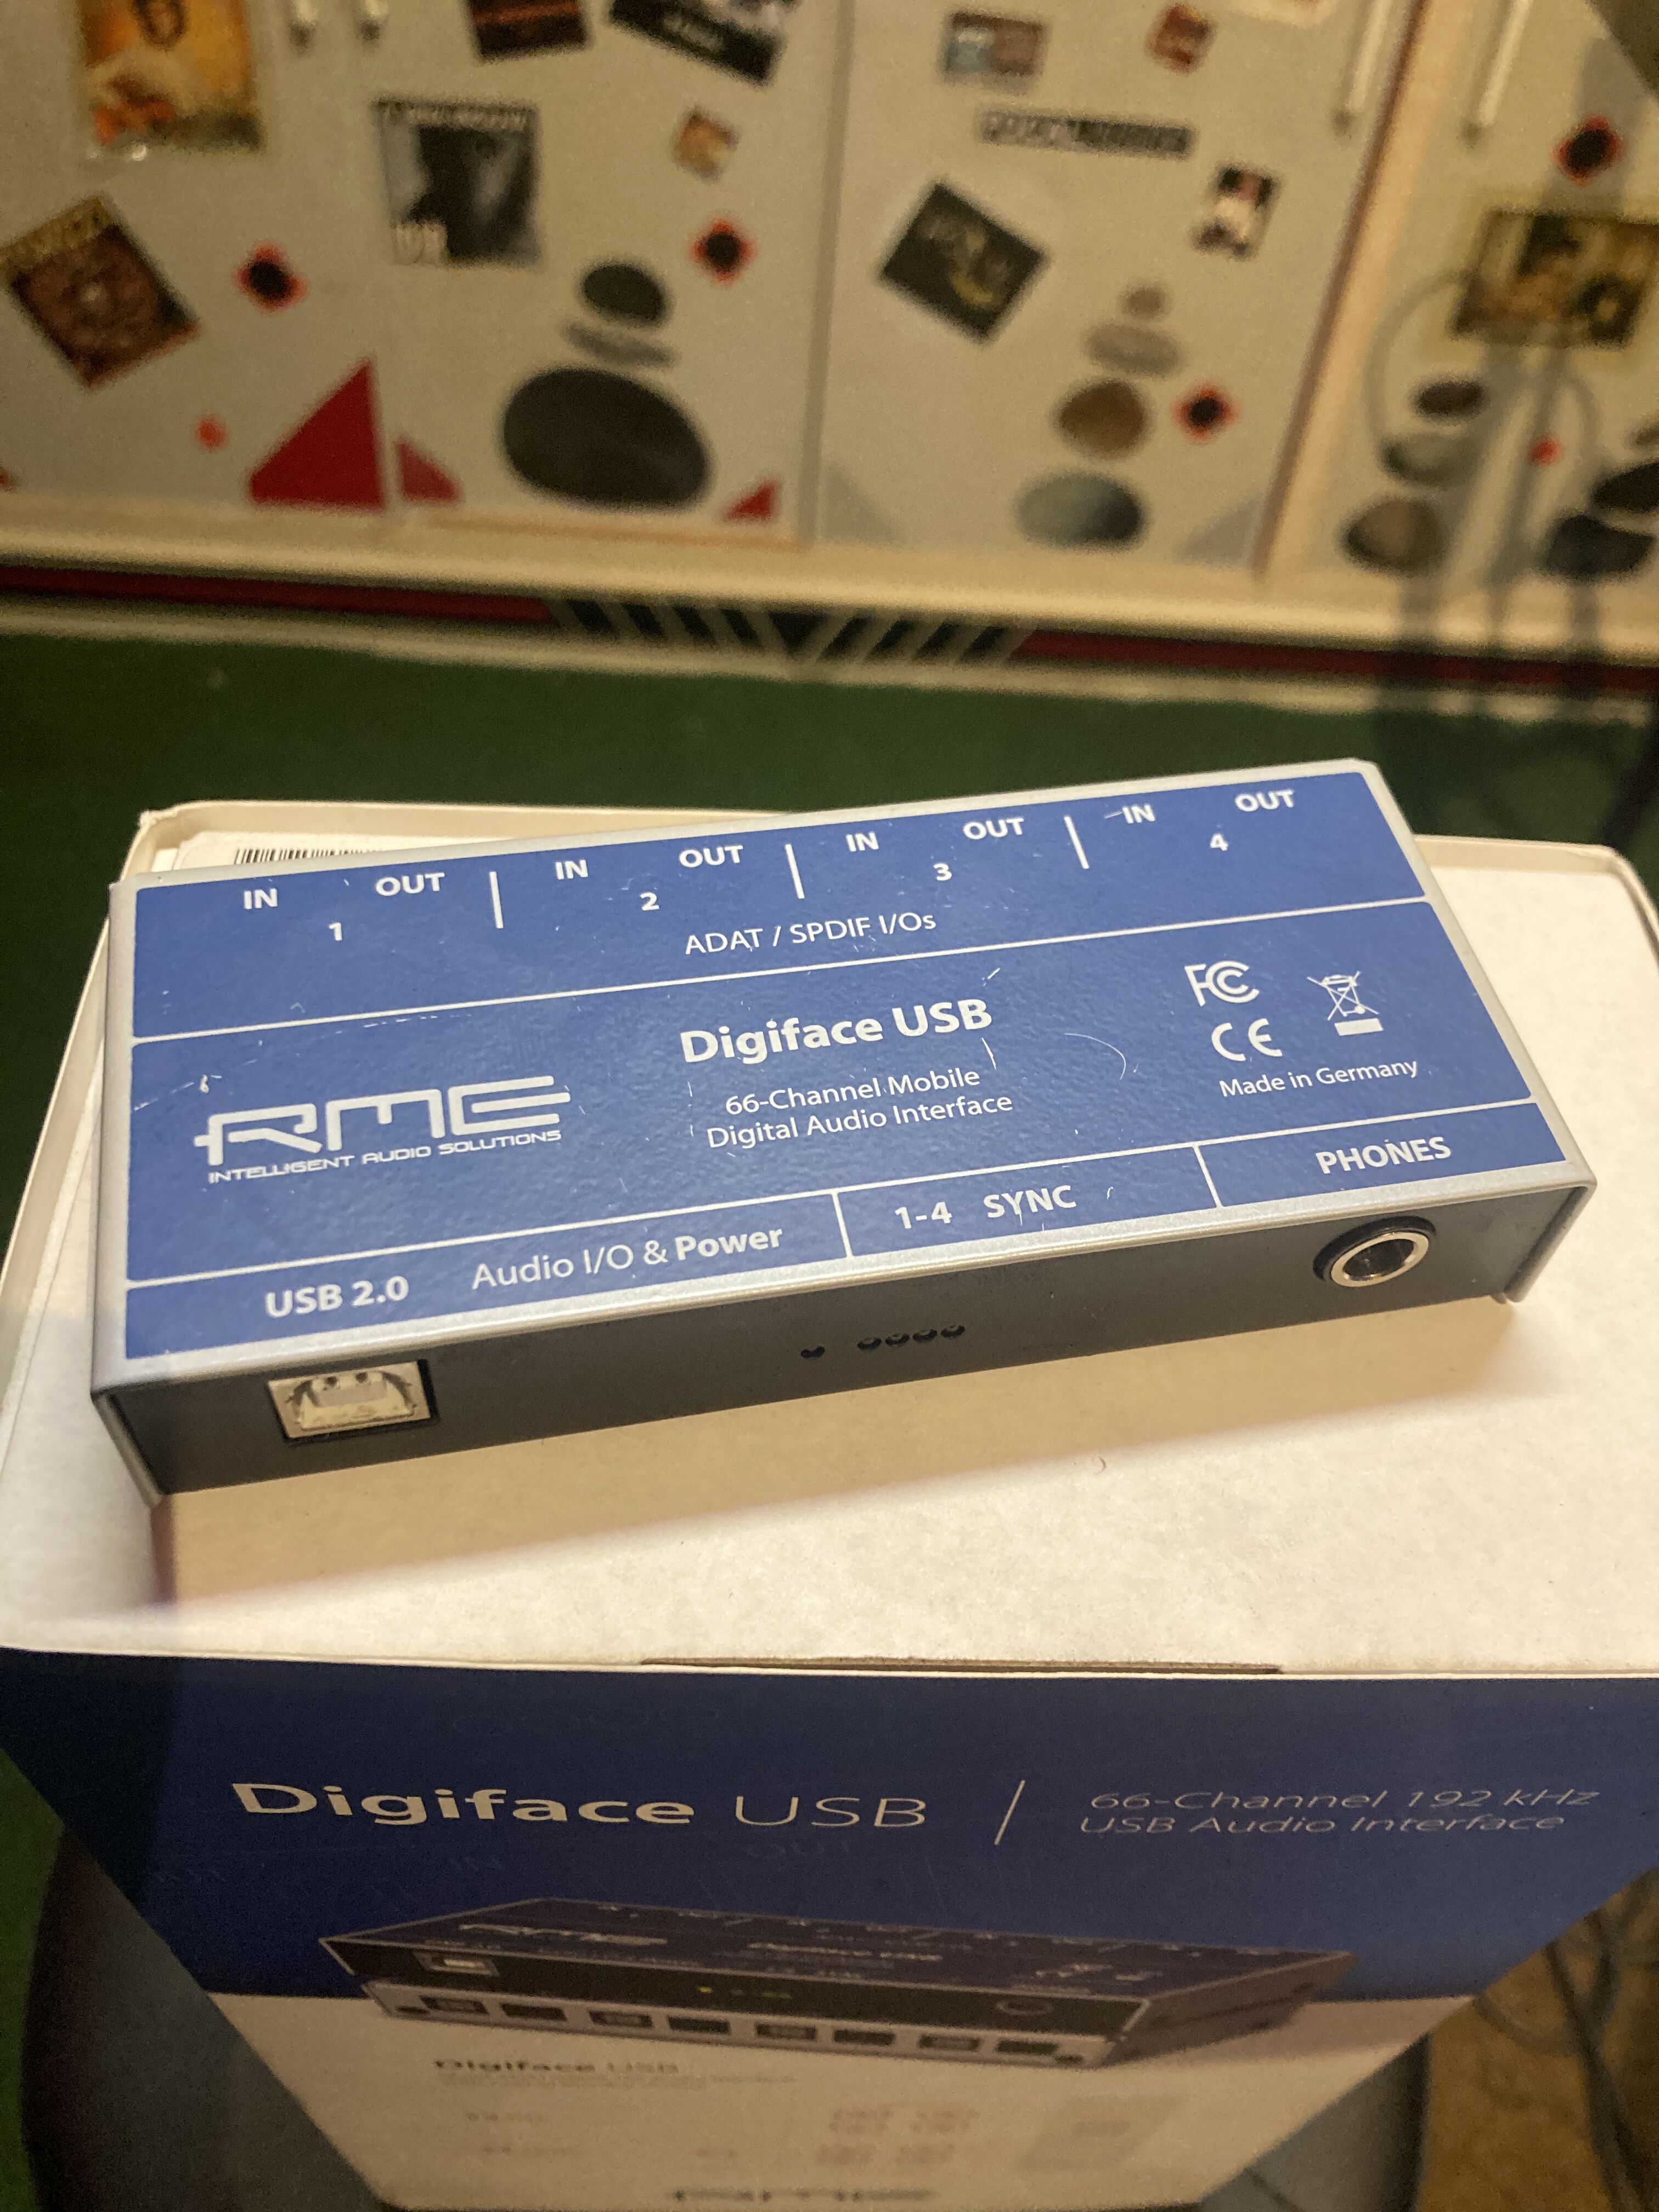 IN OUT IN OUT IN OUT IN OUT
1 2 3 4
ADAT / SPDIF I/Os
Digiface USB
66-Channel Mobile
Digital Audio Interface
RME
INTELLIGENT AUDIO SOLUTIONS
FC
CE
Made in Germany
USB 2.0 Audio I/O & Power
1-4 SYNC
PHONES
Digiface USB
66-Channel 192 kHz
USB Audio Interface
Digiface USB